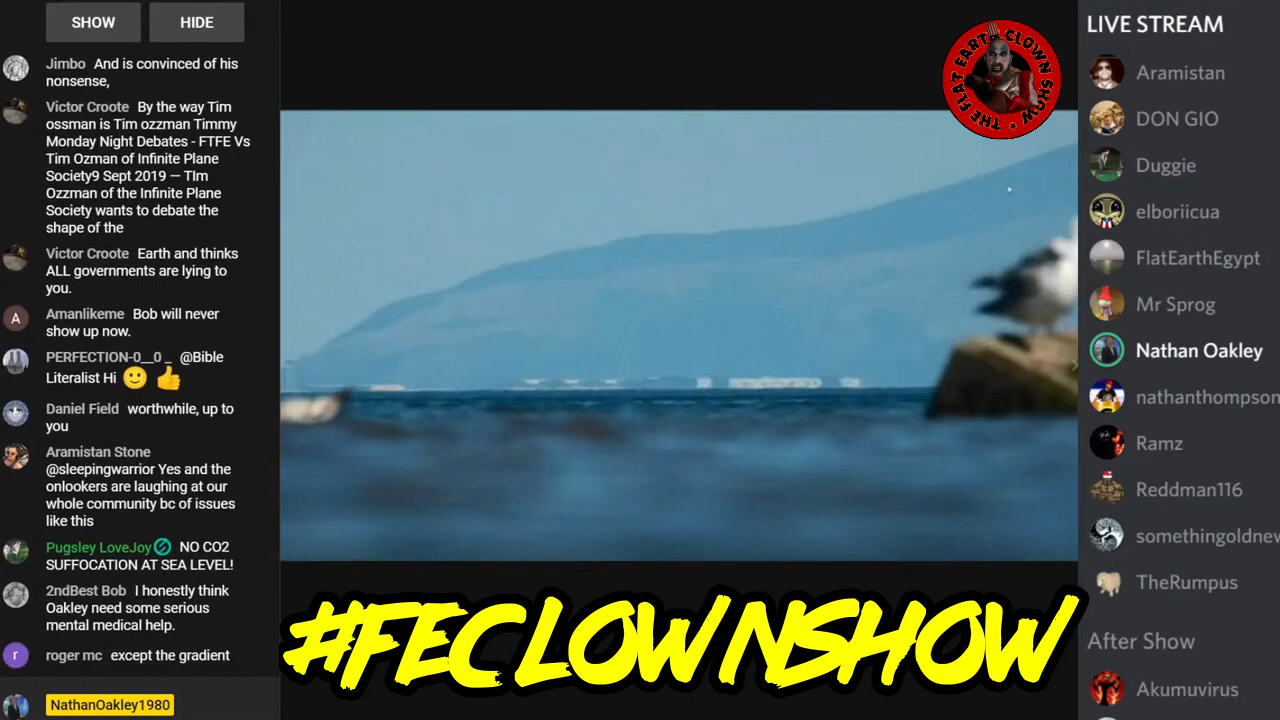 SHOW HIDE
Jimbo And is convinced of his
nonsense,
Victor Croote By the way Tim
ossman is Tim ozzman Timmy
Monday Night Debates - FTFE Vs
Tim Ozman of Infinite Plane
Society9 Sept 2019 — TIm
Ozzman of the Infinite Plane
Society wants to debate the
shape of the
Victor Croote Earth and thinks
ALL governments are lying to
you.
A
Amanlikeme Bob will never
show up now.
PERFECTION-0__0 _ @Bible
Literalist Hi 🙂 👍
Daniel Field worthwhile, up to
you
Aramistan Stone
@sleepingwarrior Yes and the
onlookers are laughing at our
whole community bc of issues
like this
Pugsley LoveJoy NO CO2
SUFFOCATION AT SEA LEVEL!
2ndBest Bob I honestly think
Oakley need some serious
mental medical help.
r
roger mc except the gradient
NathanOakley1980
THE FLAT EARTH CLOWN SHOW
#FECLOWNSHOW
LIVE STREAM
Aramistan
DON GIO
Duggie
elboriicua
FlatEarthEgypt
Mr Sprog
Nathan Oakley
nathanthompson
Ramz
Reddman116
somethingoldnew
TheRumpus
After Show
Akumuvirus